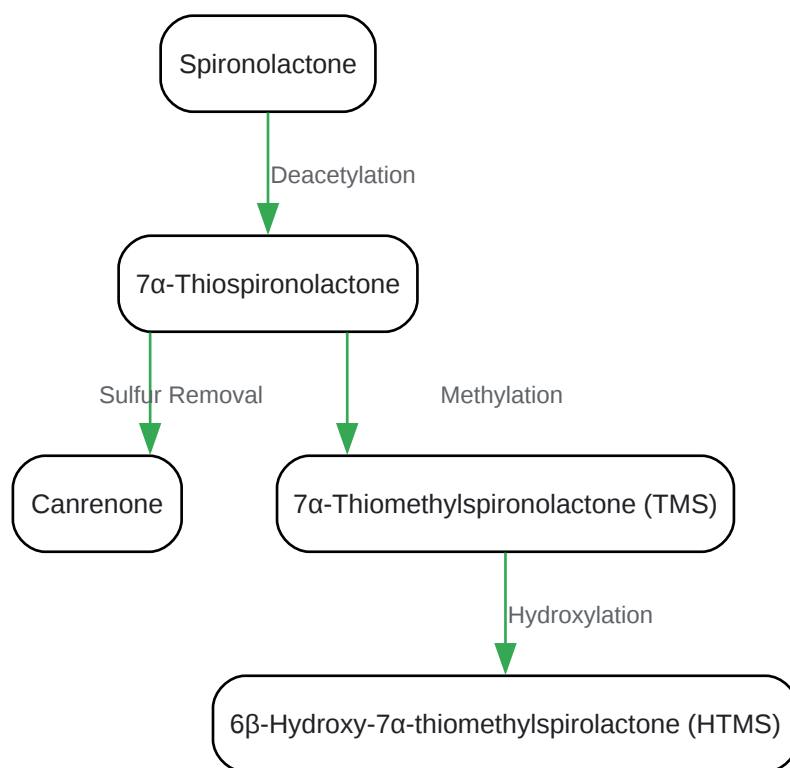 Spironolactone
Deacetylation
7α-Thiospironolactone
Sulfur Removal
Methylation
Canrenone
7α-Thiomethylspironolactone (TMS)
Hydroxylation
6β-Hydroxy-7α-thiomethylspirolactone (HTMS)